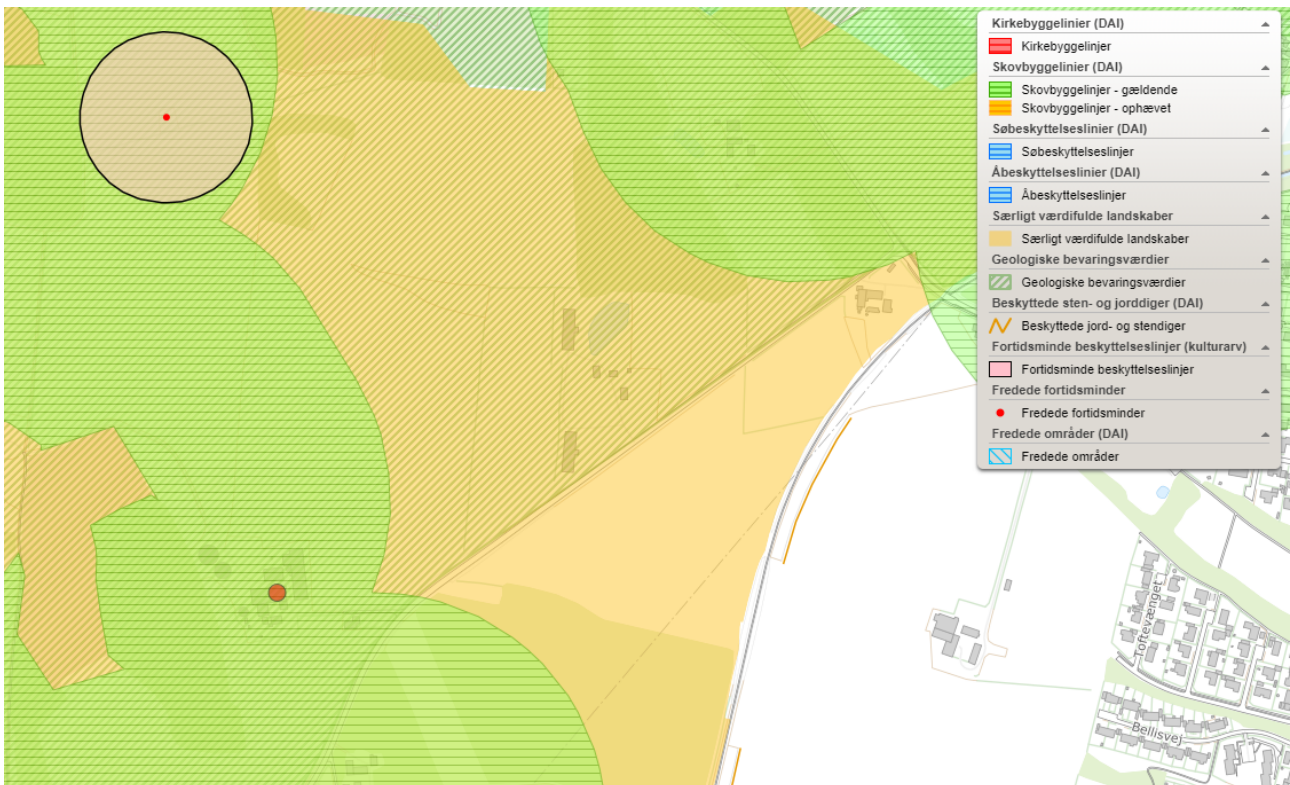 Kirkebyggelinier (DAI)
Kirkebyggelinjer
Skovbyggelinier (DAI)
Skovbyggelinjer - gældende
Skovbyggelinjer - ophævet
Søbeskyttelseslinier (DAI)
Søbeskyttelseslinjer
Åbeskyttelseslinier (DAI)
Åbeskyttelseslinjer
Særligt værdifulde landskaber
Særligt værdifulde landskaber
Geologiske bevaringsværdier
Geologiske bevaringsværdier
Beskyttede sten- og jorddiger (DAI)
Beskyttede jord- og stendiger
Fortidsminde beskyttelseslinjer (kulturarv)
Fortidsminde beskyttelseslinjer
Fredede fortidsminder
Fredede fortidsminder
Fredede områder (DAI)
Fredede områder
Toftevænget
Bellisvej